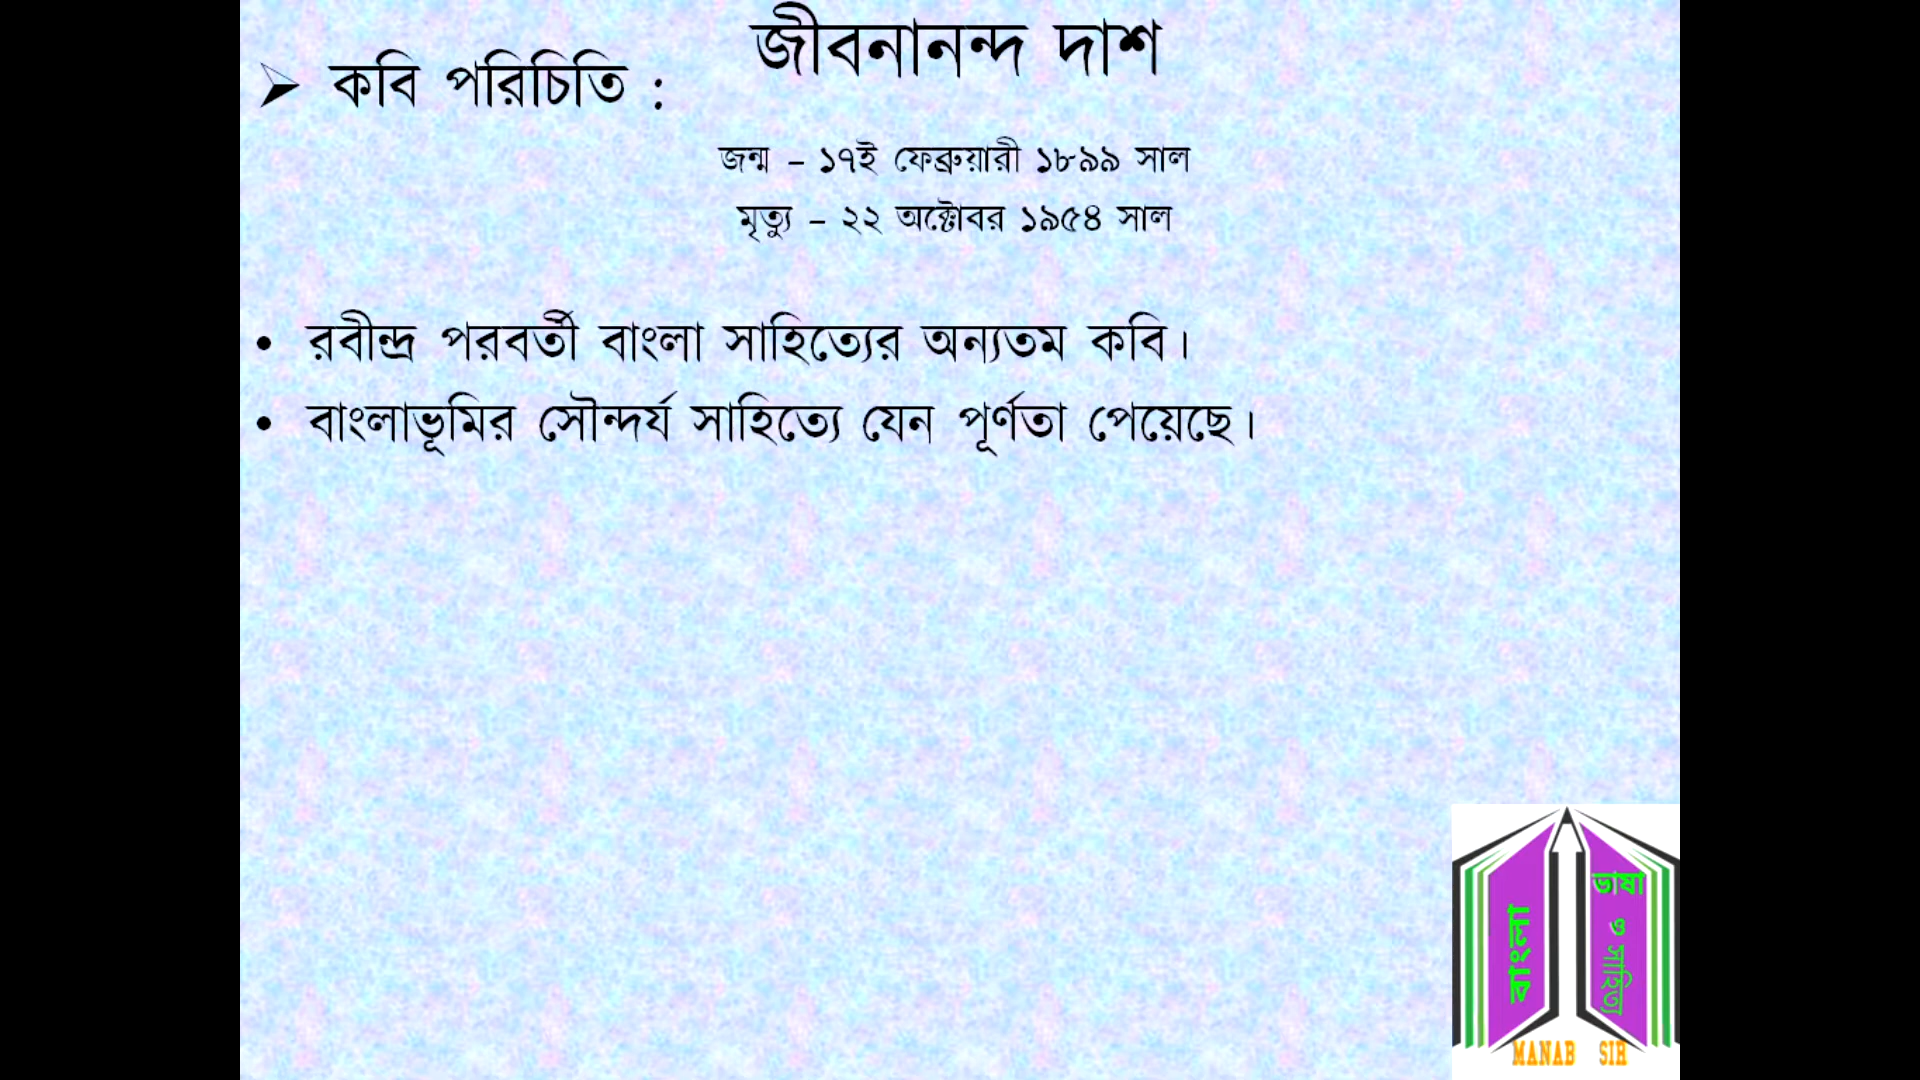 জীবনানন্দ দাশ
➢ কবি পরিচিতি :
জন্ম – ১৭ই ফেব্রুয়ারী ১৮৯৯ সাল
মৃত্যু – ২২ অক্টোবর ১৯৫৪ সাল
• রবীন্দ্র পরবর্তী বাংলা সাহিত্যের অন্যতম কবি।
• বাংলাভূমির সৌন্দর্য সাহিত্যে যেন পূর্ণতা পেয়েছে।
বাংলা
ভাষা
ও
সাহিত্য
MANAB SIR